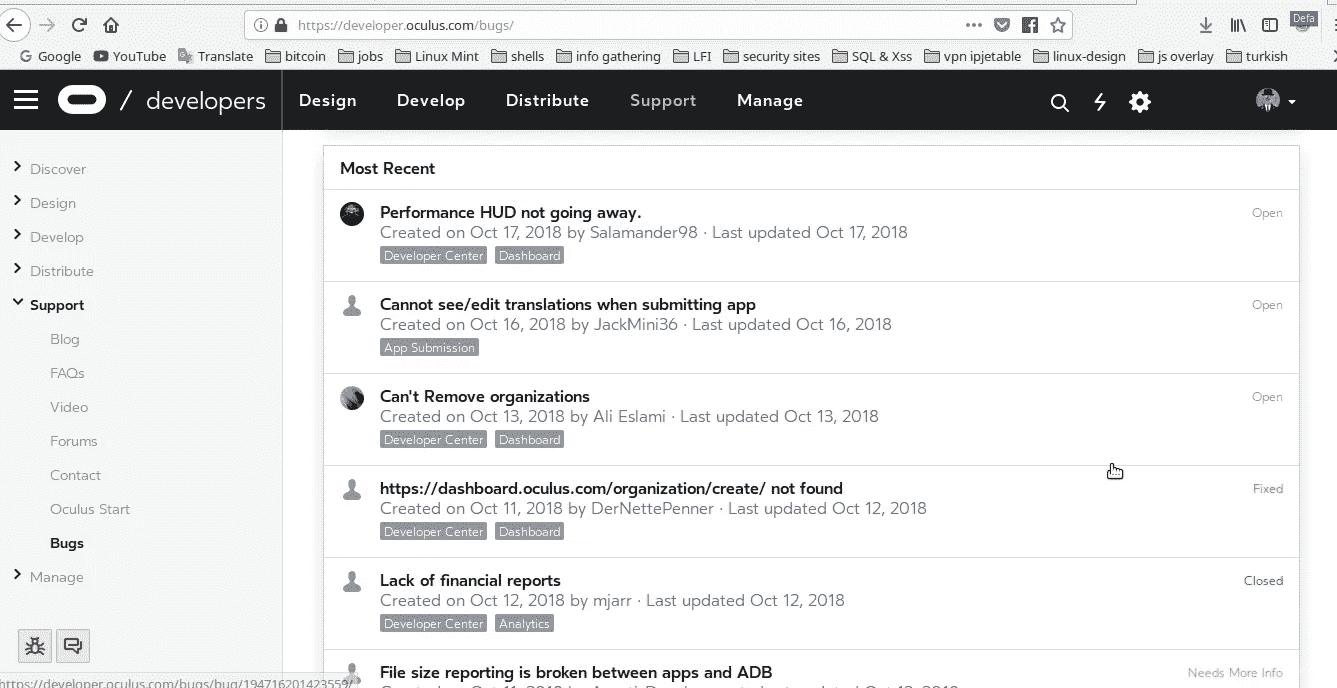 https://developer.oculus.com/bugs/
Defa
Google YouTube Translate bitcoin jobs Linux Mint shells info gathering LFI security sites SQL & Xss vpn ipjetable linux-design js overlay turkish
/ developers Design Develop Distribute Support Manage
Discover
Design
Develop
Distribute
Support
Blog
FAQs
Video
Forums
Contact
Oculus Start
Bugs
Manage
Most Recent
Performance HUD not going away. Open
Created on Oct 17, 2018 by Salamander98 · Last updated Oct 17, 2018
Developer Center Dashboard
Cannot see/edit translations when submitting app Open
Created on Oct 16, 2018 by JackMini36 · Last updated Oct 16, 2018
App Submission
Can't Remove organizations Open
Created on Oct 13, 2018 by Ali Eslami · Last updated Oct 13, 2018
Developer Center Dashboard
https://dashboard.oculus.com/organization/create/ not found Fixed
Created on Oct 11, 2018 by DerNettePenner · Last updated Oct 12, 2018
Developer Center Dashboard
Lack of financial reports Closed
Created on Oct 12, 2018 by mjarr · Last updated Oct 12, 2018
Developer Center Analytics
File size reporting is broken between apps and ADB Needs More Info
https://developer.oculus.com/bugs/bug/194716201423559/